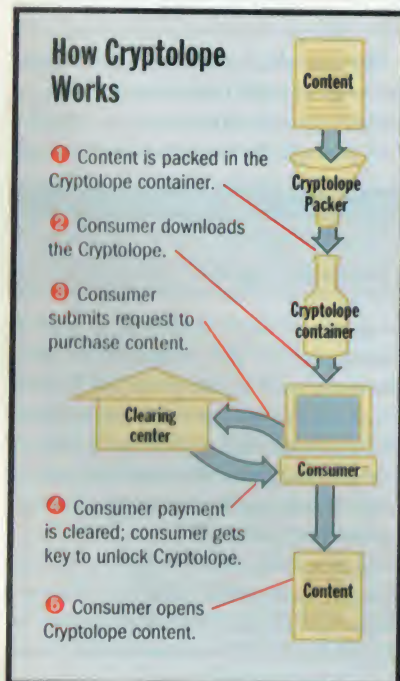 How Cryptolope
Works
Content
1 Content is packed in the
Cryptolope container.
Cryptolope
Packer
2 Consumer downloads
the Cryptolope.
3 Consumer
submits request to
purchase content.
Cryptolope
container
Clearing
center
Consumer
4 Consumer payment
is cleared; consumer gets
key to unlock Cryptolope.
5 Consumer opens
Cryptolope content.
Content